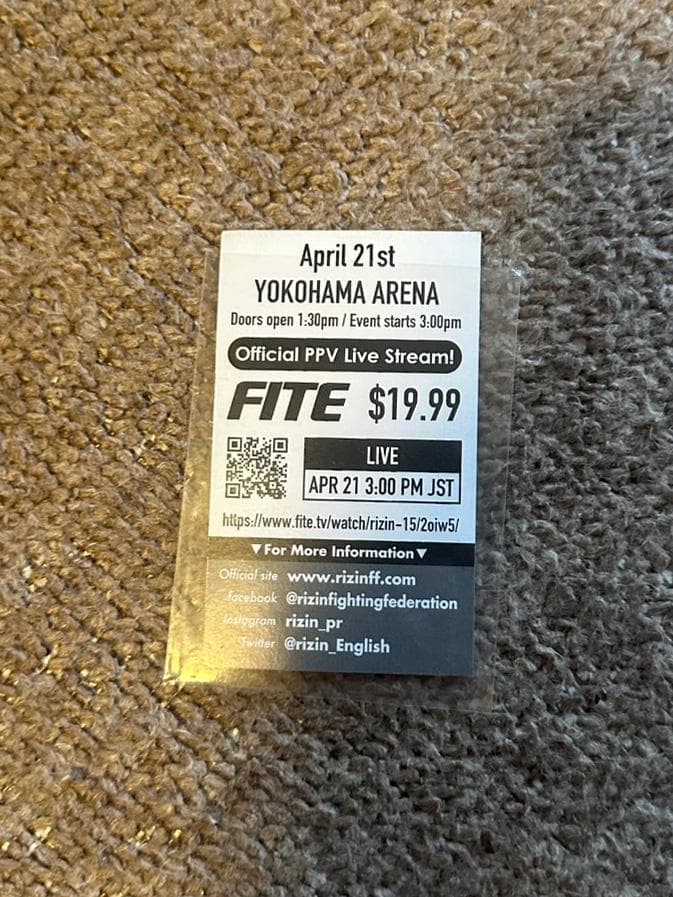 April 21st
YOKOHAMA ARENA
Doors open 1:30pm / Event starts 3:00pm
Official PPV Live Stream!
FITE $19.99
LIVE
APR 21 3:00 PM JST
https://www.fite.tv/watch/rizin-15/2oiw5/
▼For More Information▼
Official site www.rizinff.com
facebook @rizinfightingfederation
Instagram rizin_pr
Twitter @rizin_English